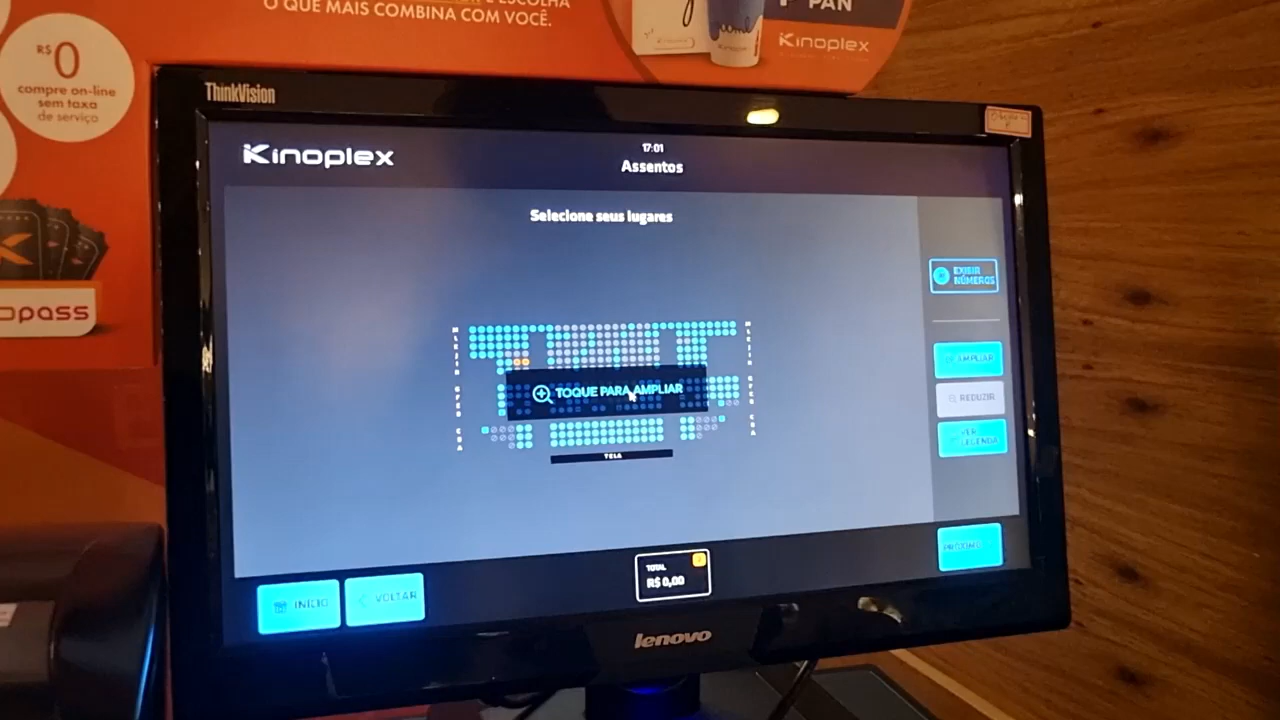 O QUE MAIS COMBINA COM VOCÊ.
PAN
Kinoplex
R$ 0
compre on-line
sem taxa
de serviço
pass
ThinkVision
Kinoplex
17:01
Assentos
Selecione seus lugares
EXIBIR
NÚMEROS
AMPLIAR
REDUZIR
VER
LEGENDA
TOQUE PARA AMPLIAR
TELA
INÍCIO
VOLTAR
TOTAL
R$ 0,00
lenovo